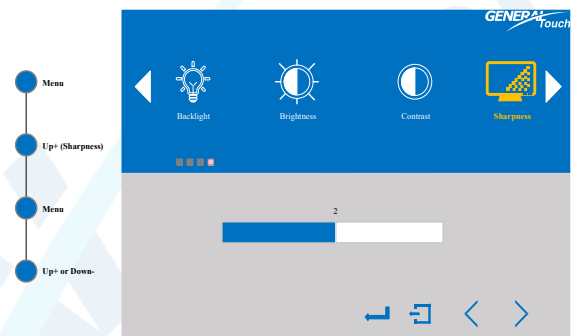 GENERAL
Touch
Menu
Up+ (Sharpness)
Menu
Up+ or Down-
Backlight
Brightness
Contrast
Sharpness
2